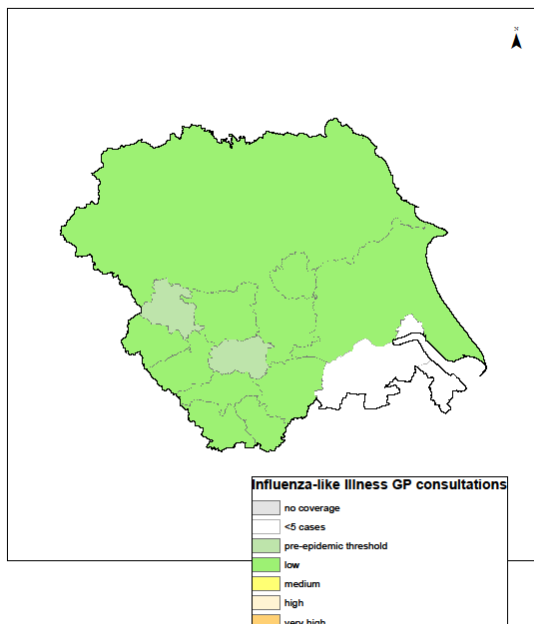 N
Influenza-like Illness GP consultations
no coverage
<5 cases
pre-epidemic threshold
low
medium
high
very high